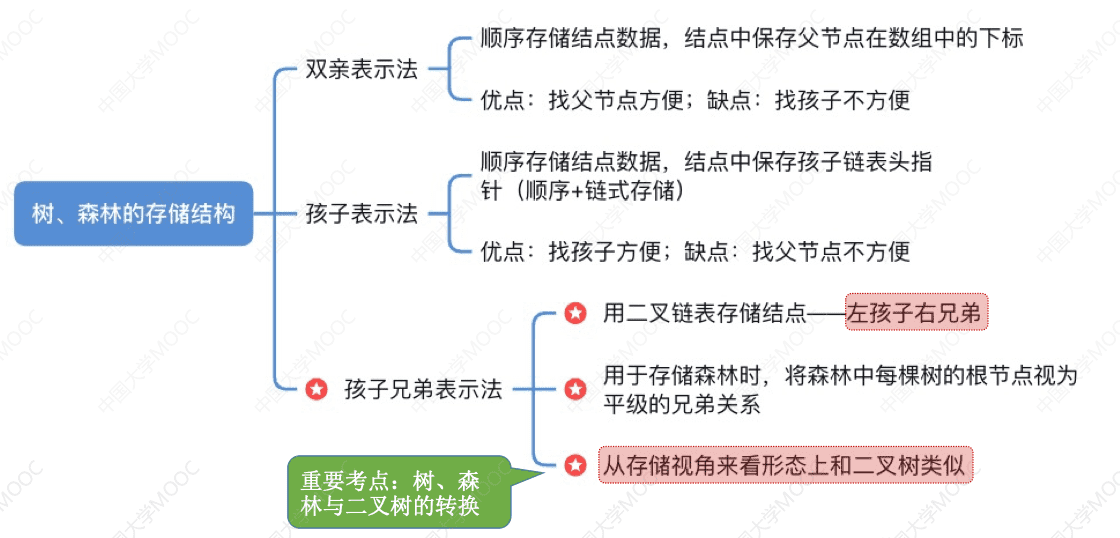 树、森林的存储结构
双亲表示法
顺序存储结点数据，结点中保存父节点在数组中的下标
优点：找父节点方便；缺点：找孩子不方便
孩子表示法
顺序存储结点数据，结点中保存孩子链表头指
针（顺序+链式存储）
优点：找孩子方便；缺点：找父节点不方便
孩子兄弟表示法
用二叉链表存储结点——左孩子右兄弟
用于存储森林时，将森林中每棵树的根节点视为
平级的兄弟关系
从存储视角来看形态上和二叉树类似
重要考点：树、森
林与二叉树的转换
中国大学MOOC